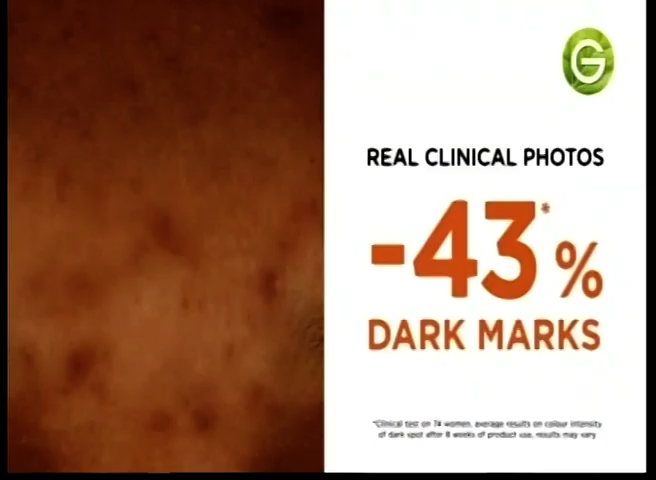 G
REAL CLINICAL PHOTOS
-43*%
DARK MARKS
*Clinical test on 74 women, average results on colour intensity
of dark spot after 8 weeks of product use, results may vary